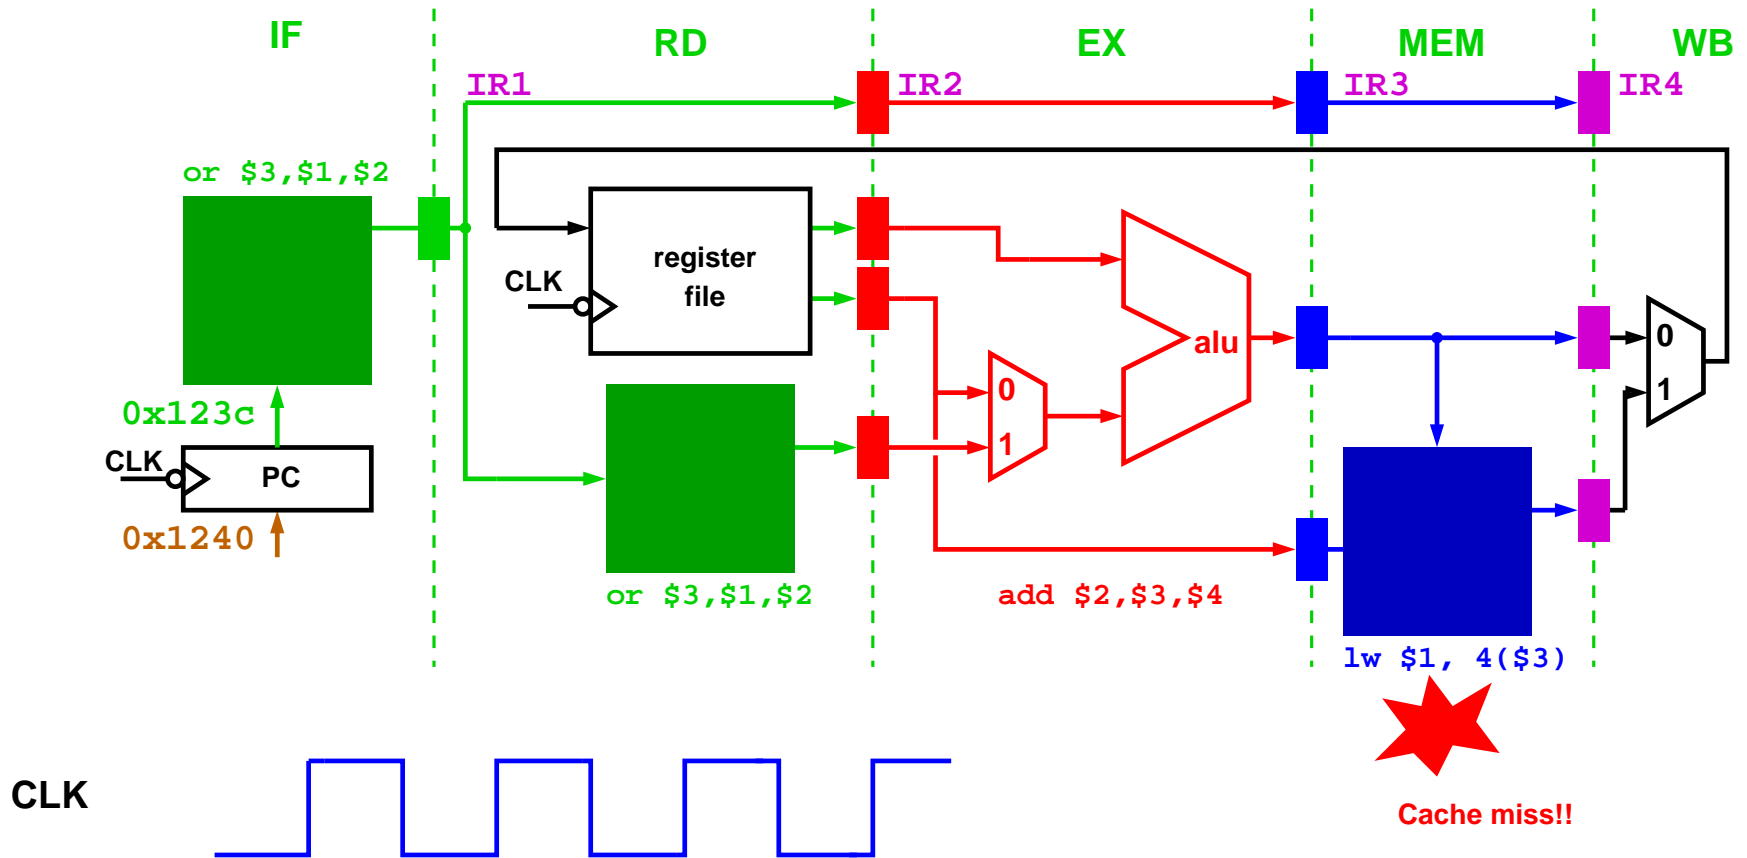 IF
RD
EX
MEM
WB
IR1
IR2
IR3
IR4
or $3,$1,$2
register
file
CLK
alu
0
1
0
1
0x123c
CLK
PC
0x1240
or $3,$1,$2
add $2,$3,$4
lw $1, 4($3)
CLK
Cache miss!!